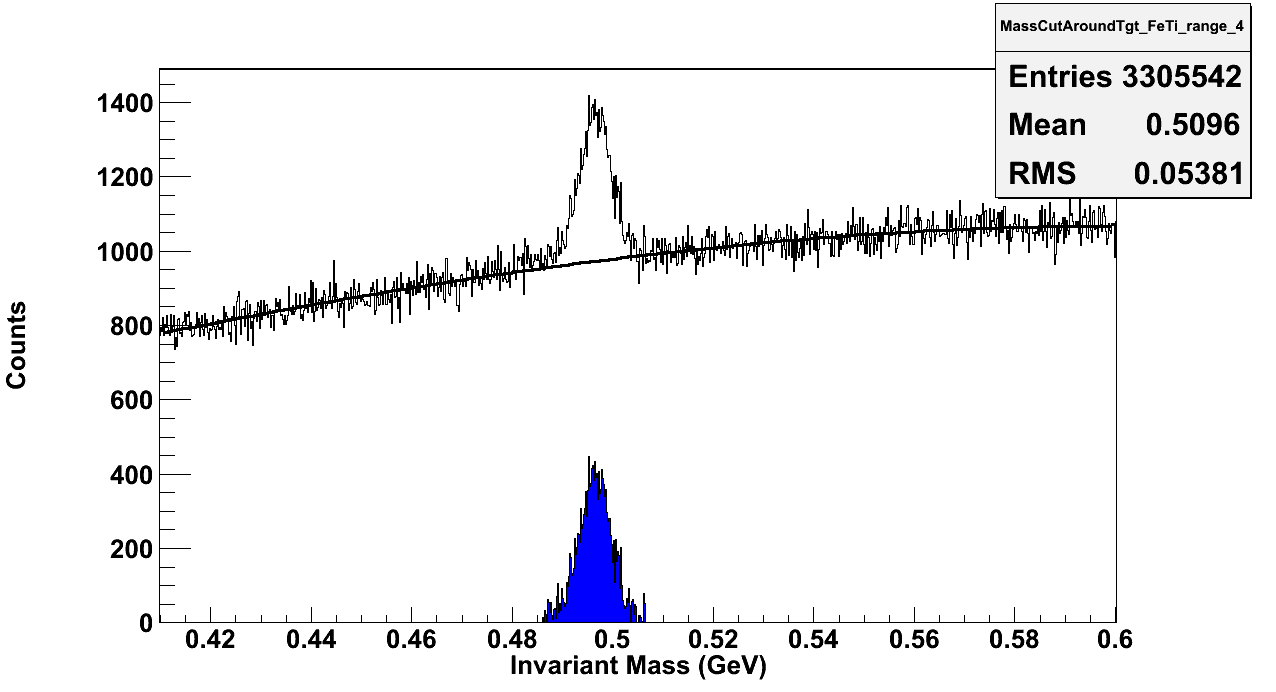 MassCutAroundTgt_FeTi_range_4
Entries 3305542
Mean 0.5096
RMS 0.05381
1400
1200
1000
800
600
400
200
0
Counts
0.42 0.44 0.46 0.48 0.5 0.52 0.54 0.56 0.58 0.6
Invariant Mass (GeV)